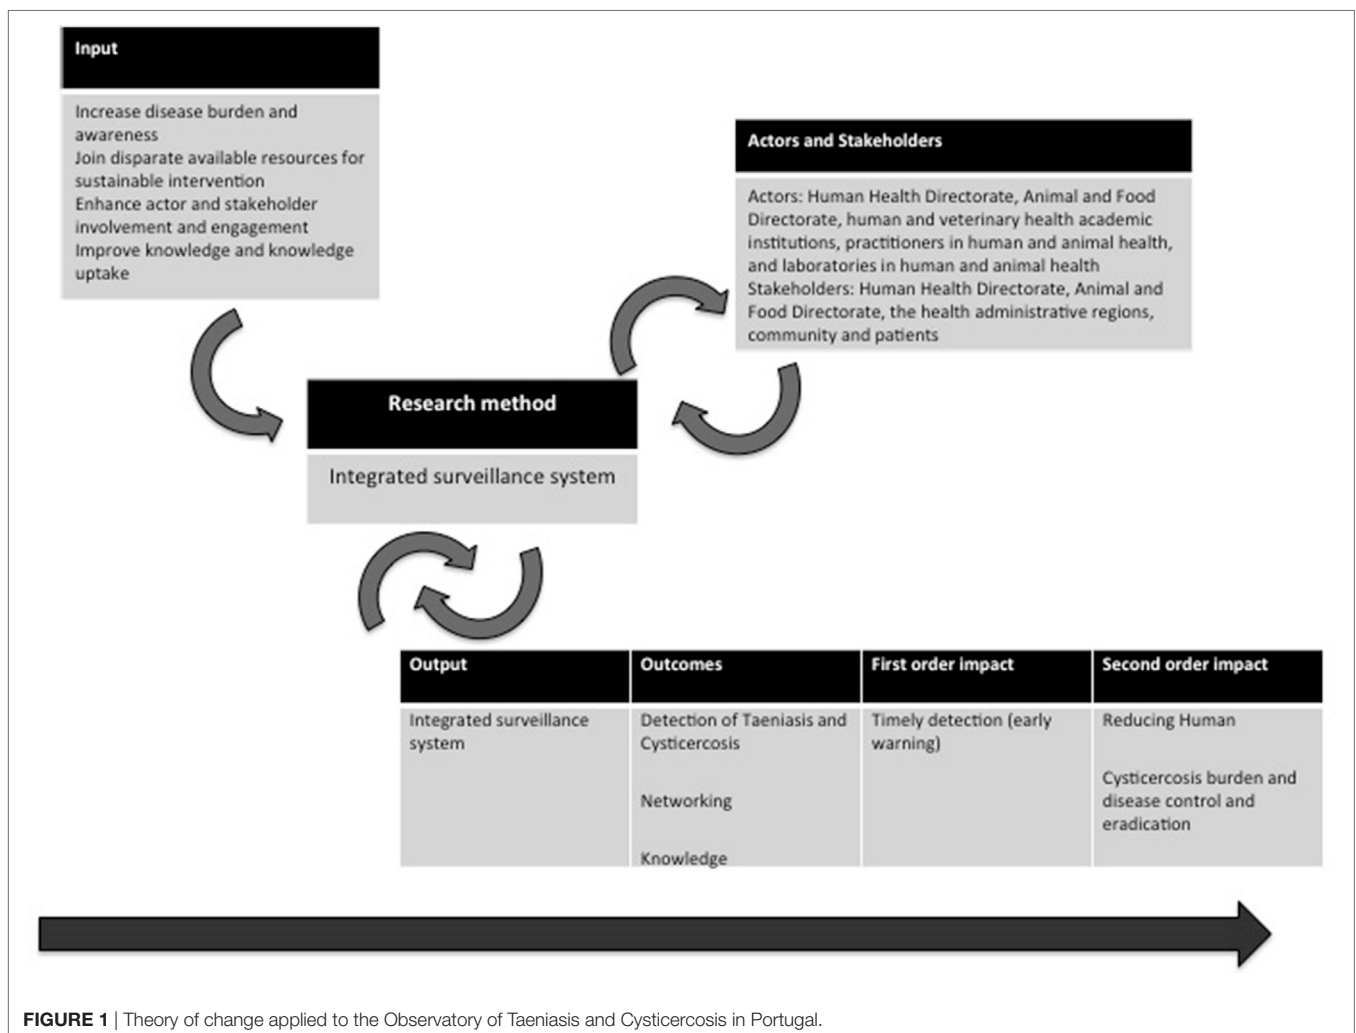 Input
Increase disease burden and
awareness
Join disparate available resources for
sustainable intervention
Enhance actor and stakeholder
involvement and engagement
Improve knowledge and knowledge
uptake
Actors and Stakeholders
Actors: Human Health Directorate, Animal and Food
Directorate, human and veterinary health academic
institutions, practitioners in human and animal health,
and laboratories in human and animal health
Stakeholders: Human Health Directorate, Animal and
Food Directorate, the health administrative regions,
community and patients
Research method
Integrated surveillance system
Output
Integrated surveillance
system
Outcomes
Detection of Taeniasis and
Cysticercosis
Networking
Knowledge
First order impact
Timely detection (early
warning)
Second order impact
Reducing Human
Cysticercosis burden and
disease control and
eradication
FIGURE 1 | Theory of change applied to the Observatory of Taeniasis and Cysticercosis in Portugal.